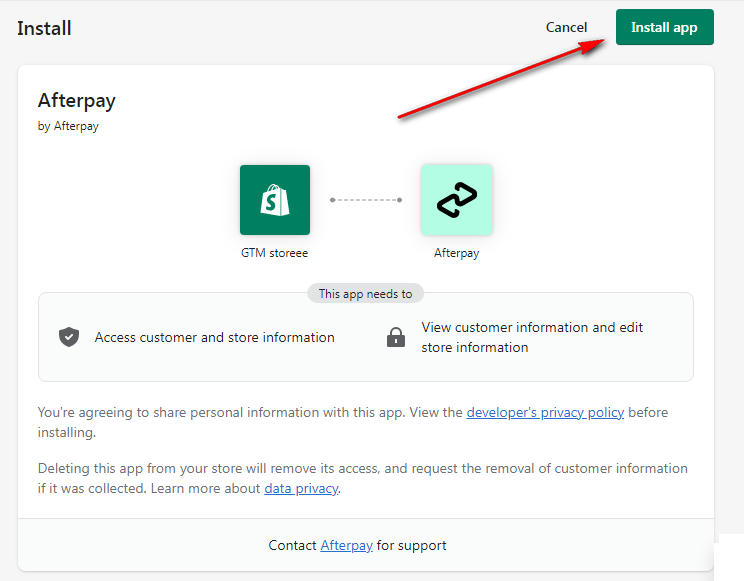 Install
Cancel
Install app
Afterpay
by Afterpay
S
GTM storeee
Afterpay
This app needs to
Access customer and store information
View customer information and edit
store information
You're agreeing to share personal information with this app. View the developer's privacy policy before
installing.
Deleting this app from your store will remove its access, and request the removal of customer information
if it was collected. Learn more about data privacy.
Contact Afterpay for support